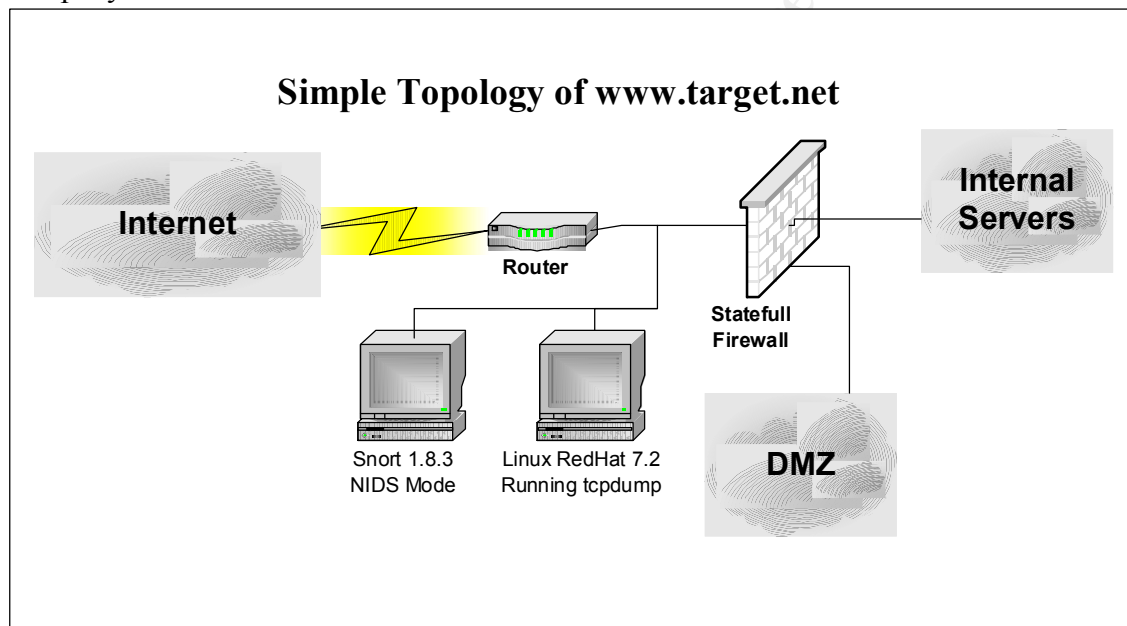 Simple Topology of www.target.net
Internet
Router
Statefull
Firewall
Internal
Servers
Snort 1.8.3
NIDS Mode
Linux RedHat 7.2
Running tcpdump
DMZ